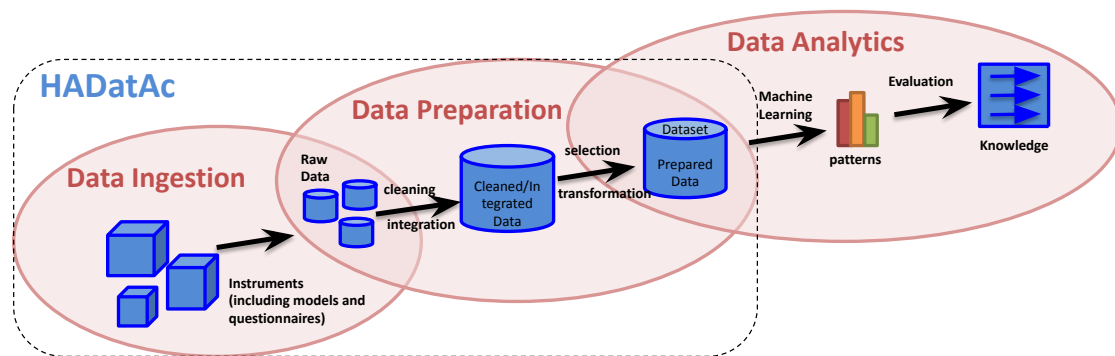 HADatAc
Data Ingestion
Instruments
(including models and
questionnaires)
Data Preparation
Raw
Data
cleaning
integration
Cleaned/In
tegrated
Data
selection
transformation
Data Analytics
Dataset
Prepared
Data
Machine
Learning
patterns
Evaluation
Knowledge